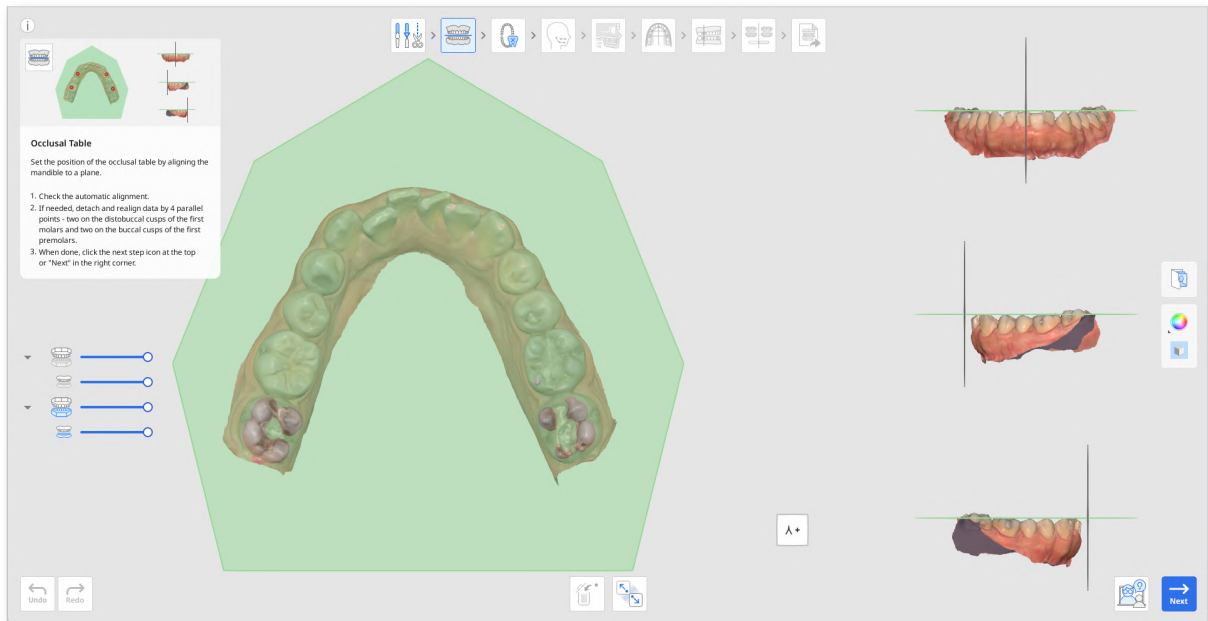 Occlusal Table
Set the position of the occlusal table by aligning the
mandible to a plane.
1. Check the automatic alignment.
2. If needed, detach and realign data by 4 parallel
points - two on the distobuccal cusps of the first
molars and two on the buccal cusps of the first
premolars.
3. When done, click the next step icon at the top
or "Next" in the right corner.
Undo
Redo
Next